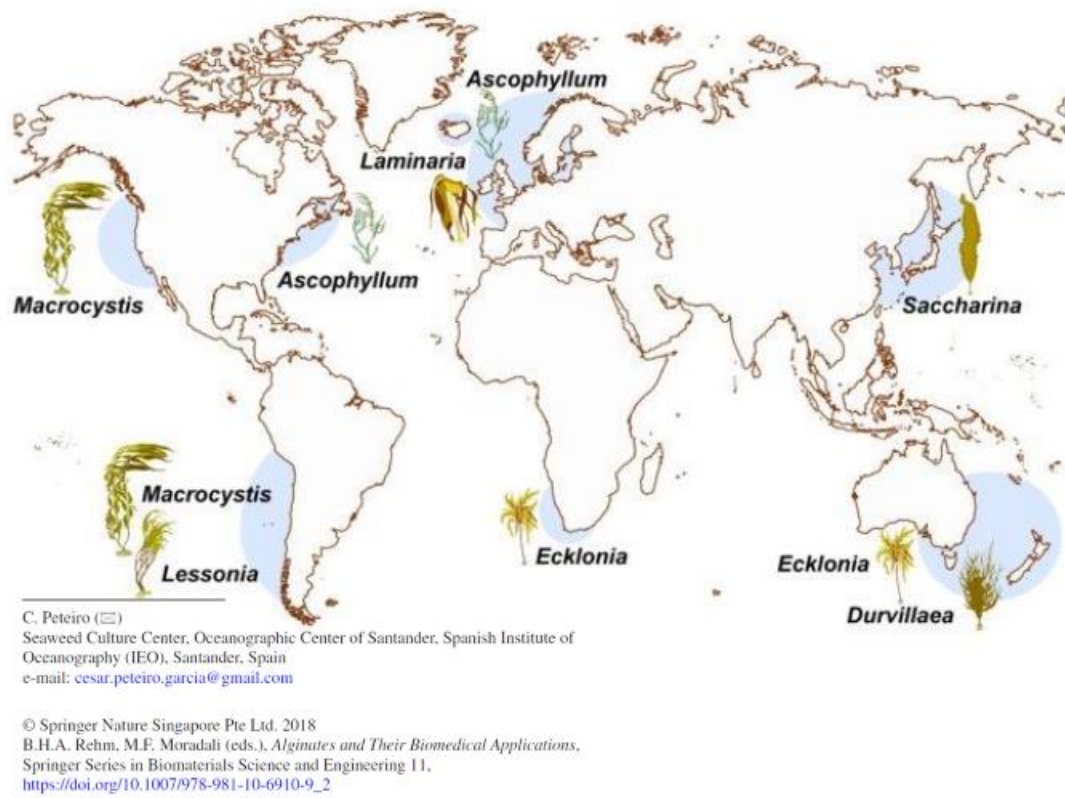 Ascophyllum
Laminaria
Ascophyllum
Macrocystis
Saccharina
Macrocystis
Lessonia
Ecklonia
Ecklonia
Durvillaea
C. Peteiro (✉)
Seaweed Culture Center, Oceanographic Center of Santander, Spanish Institute of
Oceanography (IEO), Santander, Spain
e-mail: cesar.peteiro.garcia@gmail.com
© Springer Nature Singapore Pte Ltd. 2018
B.H.A. Rehm, M.F. Moradali (eds.), Alginates and Their Biomedical Applications,
Springer Series in Biomaterials Science and Engineering 11,
https://doi.org/10.1007/978-981-10-6910-9_2